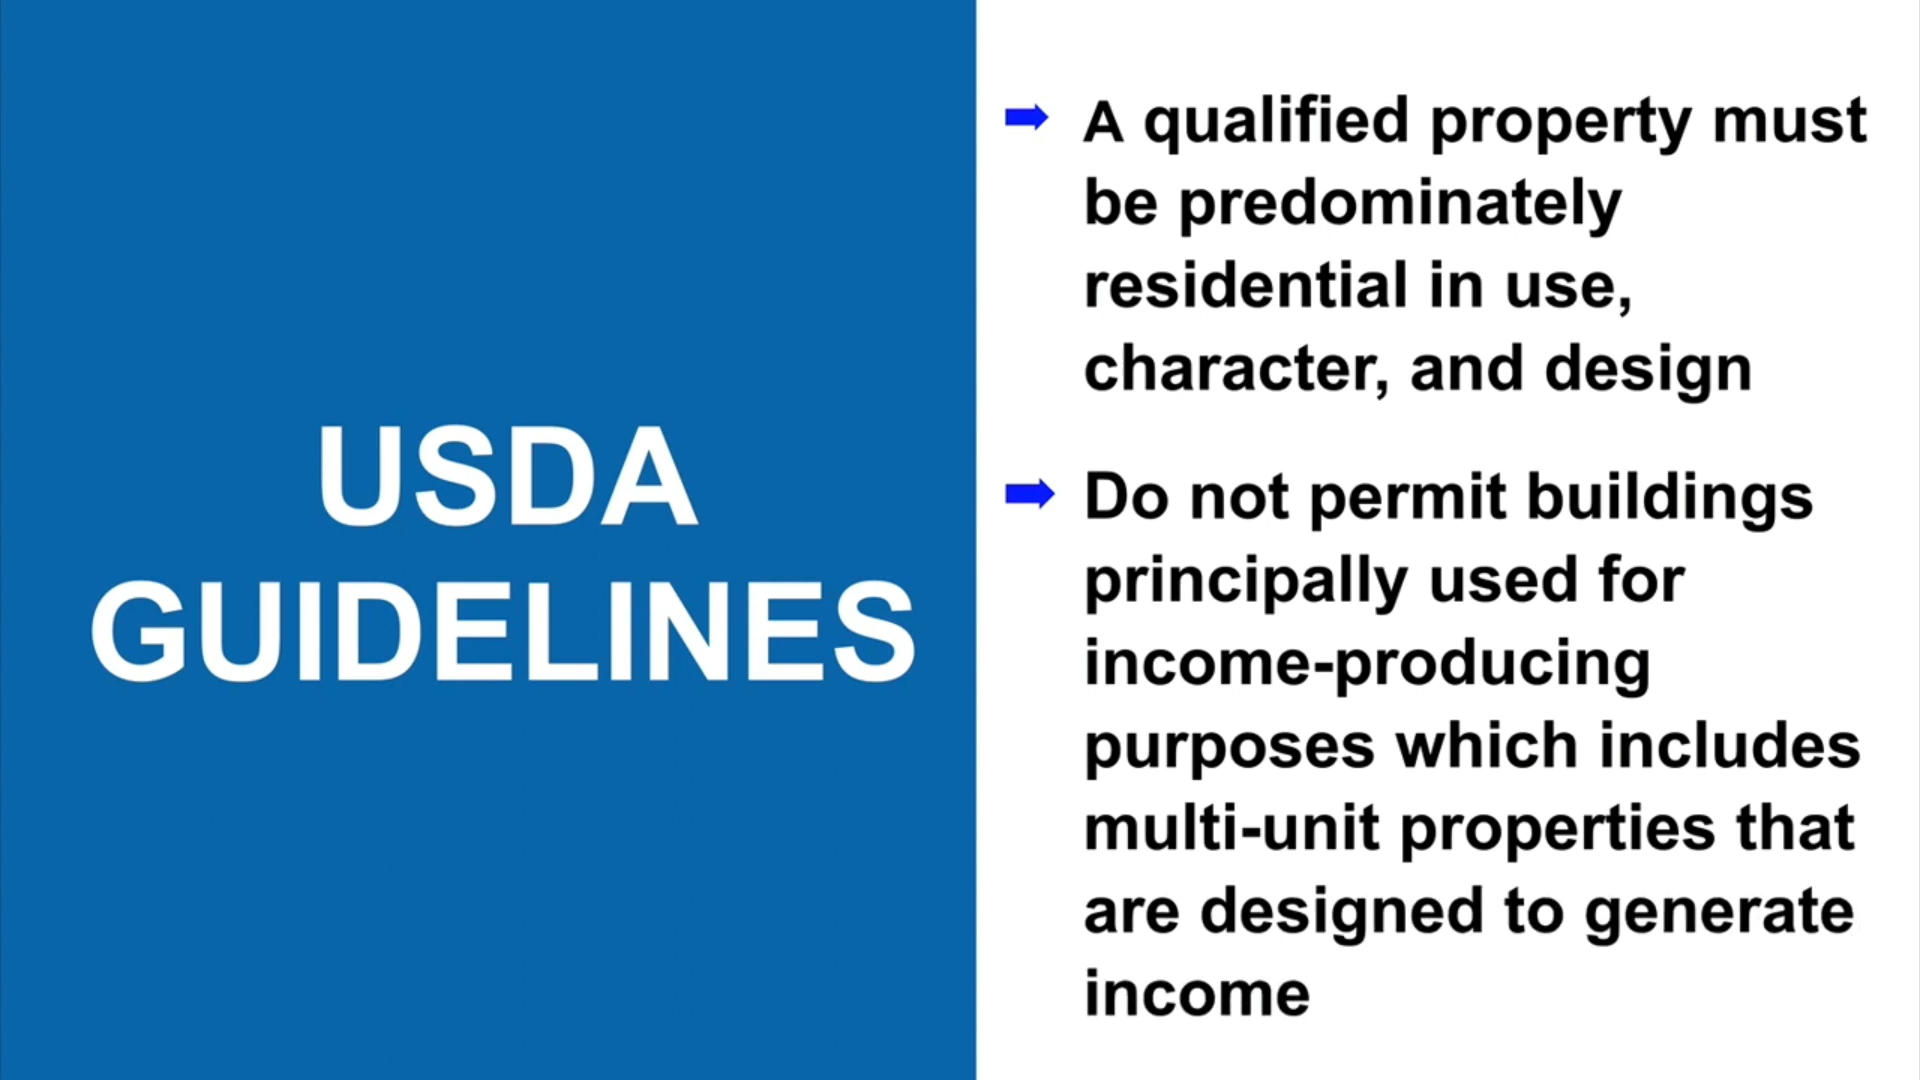 USDA
GUIDELINES
A qualified property must
be predominately
residential in use,
character, and design
Do not permit buildings
principally used for
income-producing
purposes which includes
multi-unit properties that
are designed to generate
income